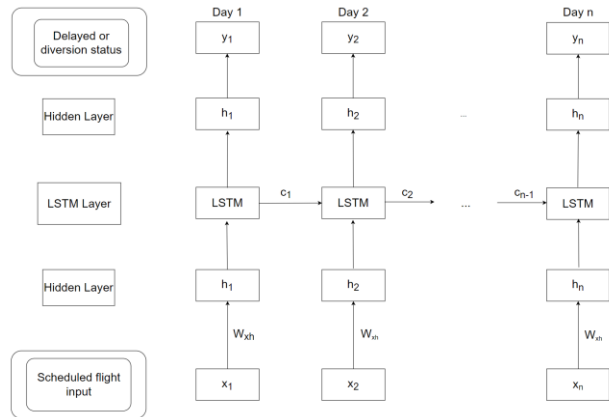 Day 1
Day 2
Day n
Delayed or
diversion status
y1
y2
yn
Hidden Layer
h1
h2
...
hn
LSTM Layer
LSTM
c1
LSTM
c2
...
cn-1
LSTM
Hidden Layer
h1
h2
hn
Wxh
Wxh
Wxh
Scheduled flight
input
x1
x2
xn